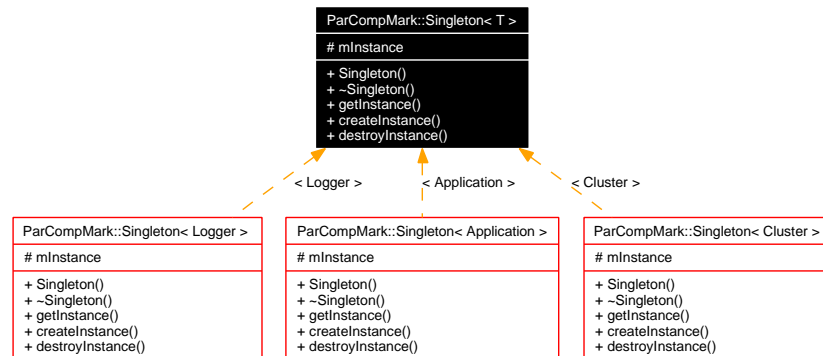 ParCompMark::Singleton< T >
# mInstance
+ Singleton()
+ ~Singleton()
+ getInstance()
+ createInstance()
+ destroyInstance()
< Logger >
< Application >
< Cluster >
ParCompMark::Singleton< Logger >
# mInstance
+ Singleton()
+ ~Singleton()
+ getInstance()
+ createInstance()
+ destroyInstance()
ParCompMark::Singleton< Application >
# mInstance
+ Singleton()
+ ~Singleton()
+ getInstance()
+ createInstance()
+ destroyInstance()
ParCompMark::Singleton< Cluster >
# mInstance
+ Singleton()
+ ~Singleton()
+ getInstance()
+ createInstance()
+ destroyInstance()